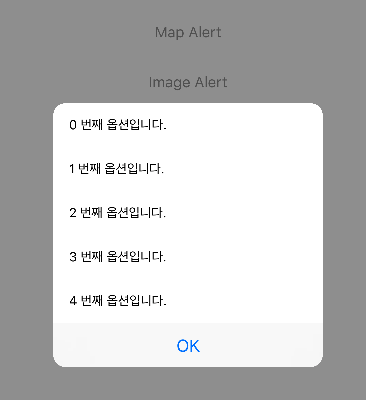 Map Alert
Image Alert
0 번째 옵션입니다.
1 번째 옵션입니다.
2 번째 옵션입니다.
3 번째 옵션입니다.
4 번째 옵션입니다.
OK